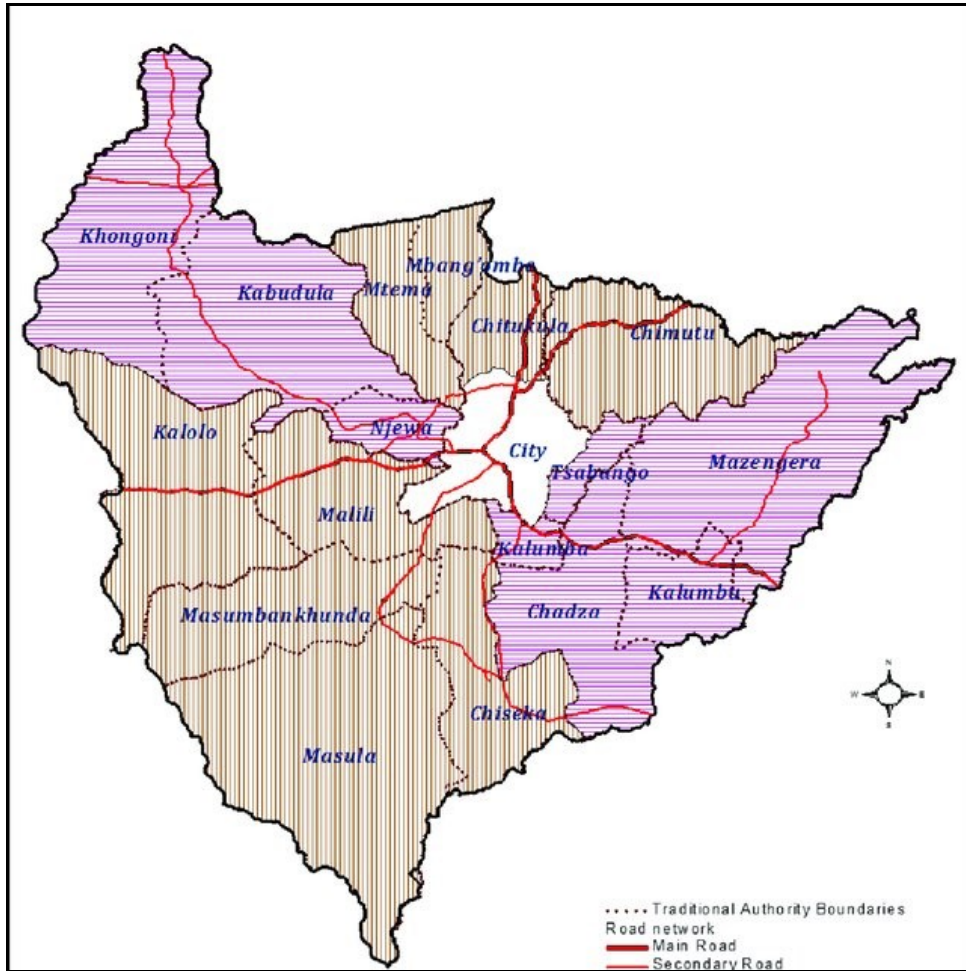 Khongoni
Kabudula
Mbang'ombe
Mtema
Chitukula
Chimutu
Kalolo
Njewa
City
Tsabango
Mazengera
Malili
Kalumba
Masumbankhunda
Chadza
Kalumbu
Chiseka
Masula
N
W
E
S
Traditional Authority Boundaries
Road network
Main Road
Secondary Road